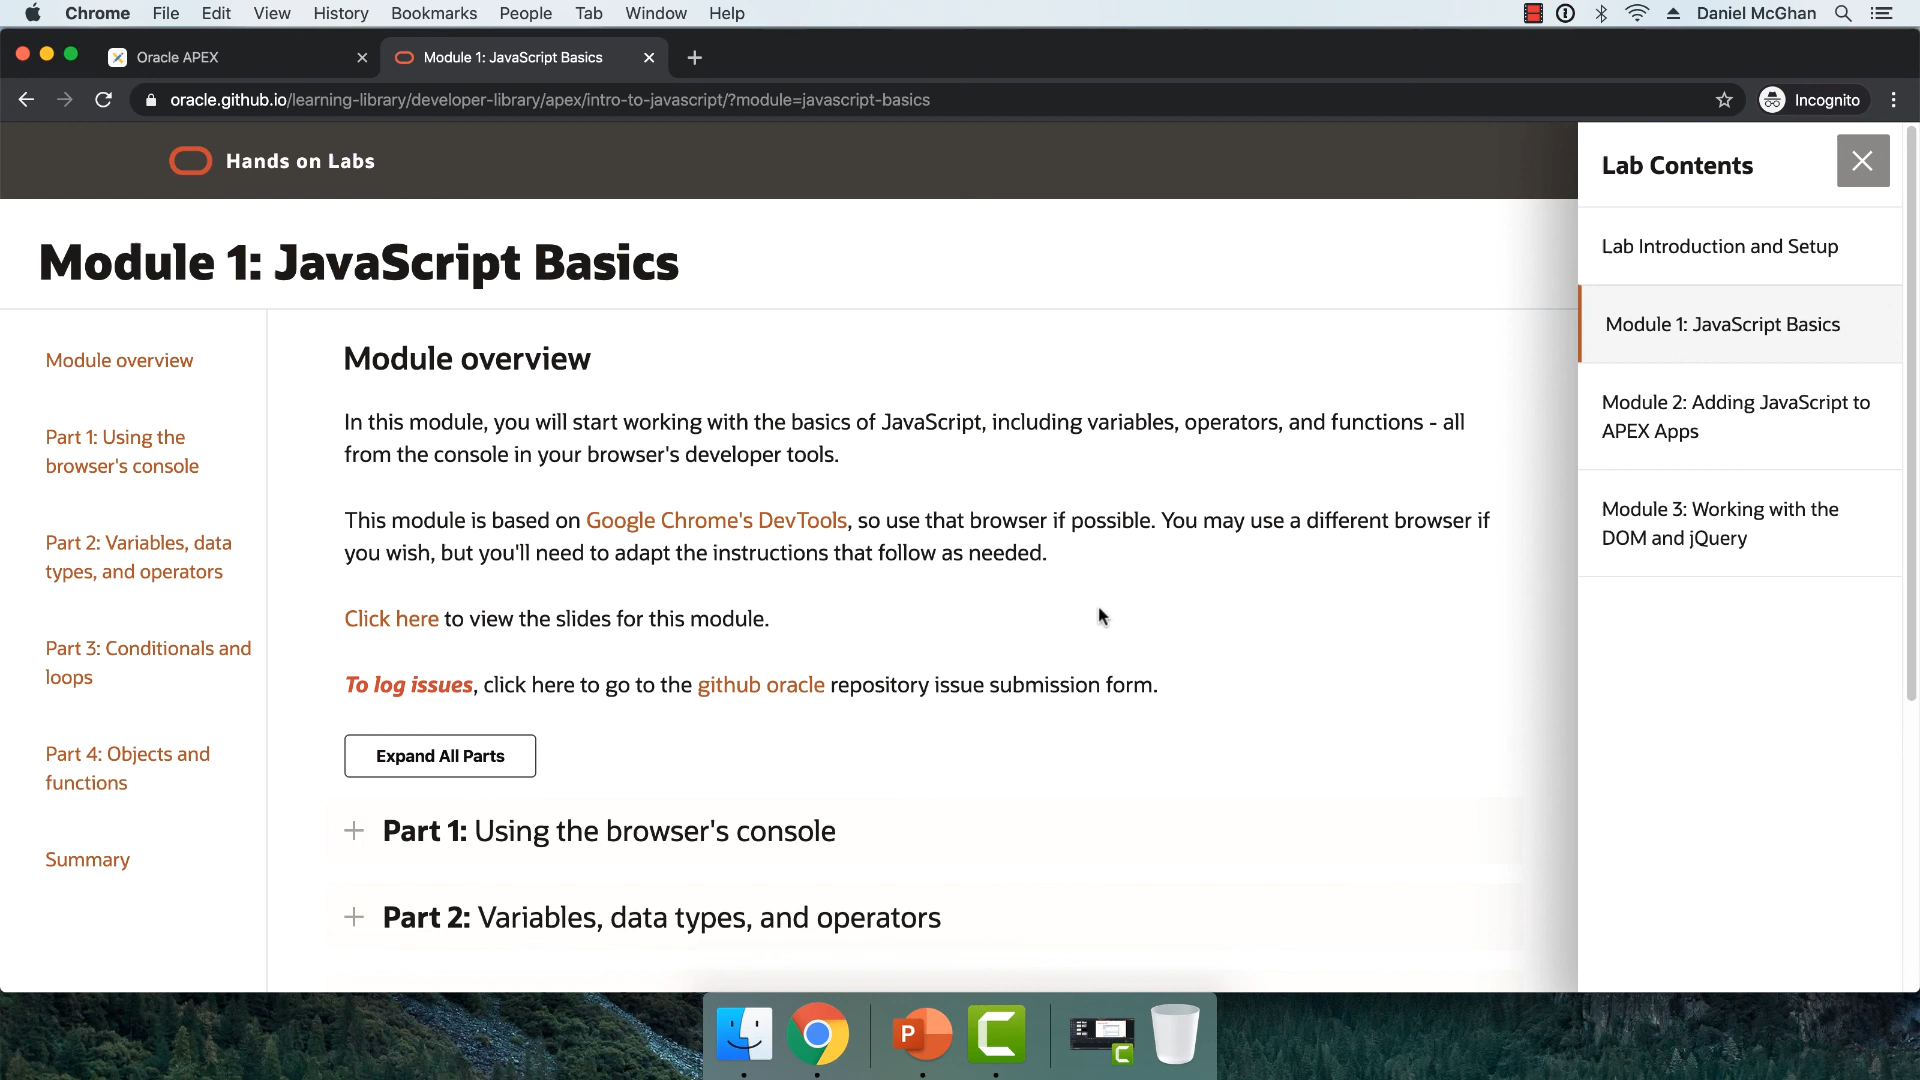 Chrome File Edit View History Bookmarks People Tab Window Help Daniel McGhan
Oracle APEX Module 1: JavaScript Basics
oracle.github.io/learning-library/developer-library/apex/intro-to-javascript/?module=javascript-basics Incognito
Hands on Labs
Module 1: JavaScript Basics
Module overview
Part 1: Using the
browser's console
Part 2: Variables, data
types, and operators
Part 3: Conditionals and
loops
Part 4: Objects and
functions
Summary
Module overview
In this module, you will start working with the basics of JavaScript, including variables, operators, and functions - all
from the console in your browser's developer tools.
This module is based on Google Chrome's DevTools, so use that browser if possible. You may use a different browser if
you wish, but you'll need to adapt the instructions that follow as needed.
Click here to view the slides for this module.
To log issues, click here to go to the github oracle repository issue submission form.
Expand All Parts
Part 1: Using the browser's console
Part 2: Variables, data types, and operators
Lab Contents
Lab Introduction and Setup
Module 1: JavaScript Basics
Module 2: Adding JavaScript to
APEX Apps
Module 3: Working with the
DOM and jQuery
P